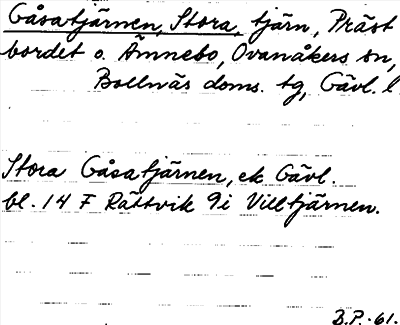 Gåsatjärnen, Stora, tjärn, Präst
bordet o. Ämnebo, Ovanåkers sn,
Bollnäs doms. tg, Gävl. l.
Stora Gåsatjärnen, ek Gävl.
bl. 14 F Rättvik 9i Villtjärnen.
B.P. -61.